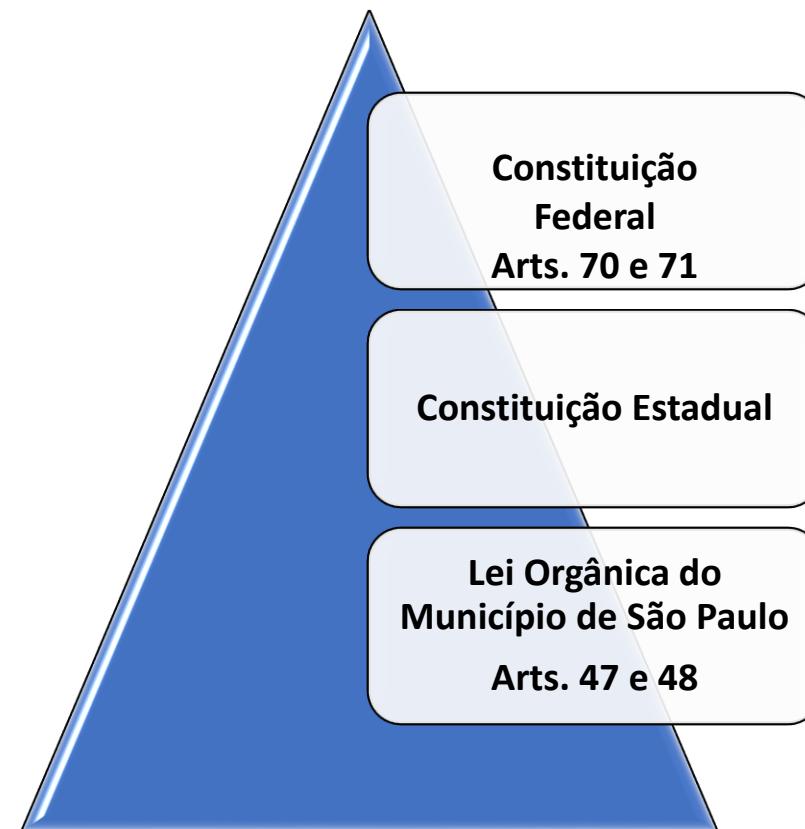 Constituição
Federal
Arts. 70 e 71
Constituição Estadual
Lei Orgânica do
Município de São Paulo
Arts. 47 e 48